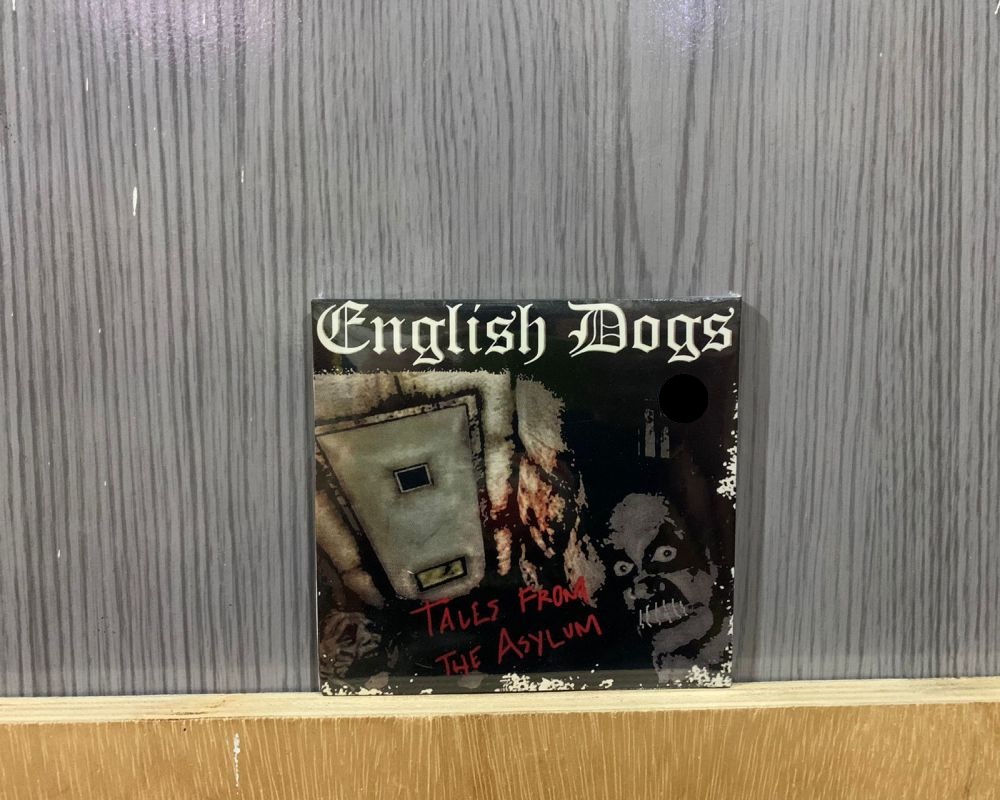 English Dogs
TALES FROM
THE ASYLUM